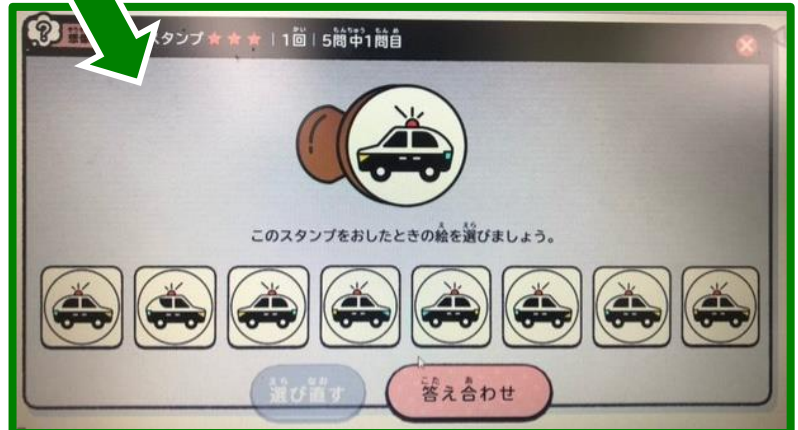 スタンプ★★★｜1回｜5問中1問目
このスタンプをおしたときの絵を選びましょう。
選び直す
答え合わせ